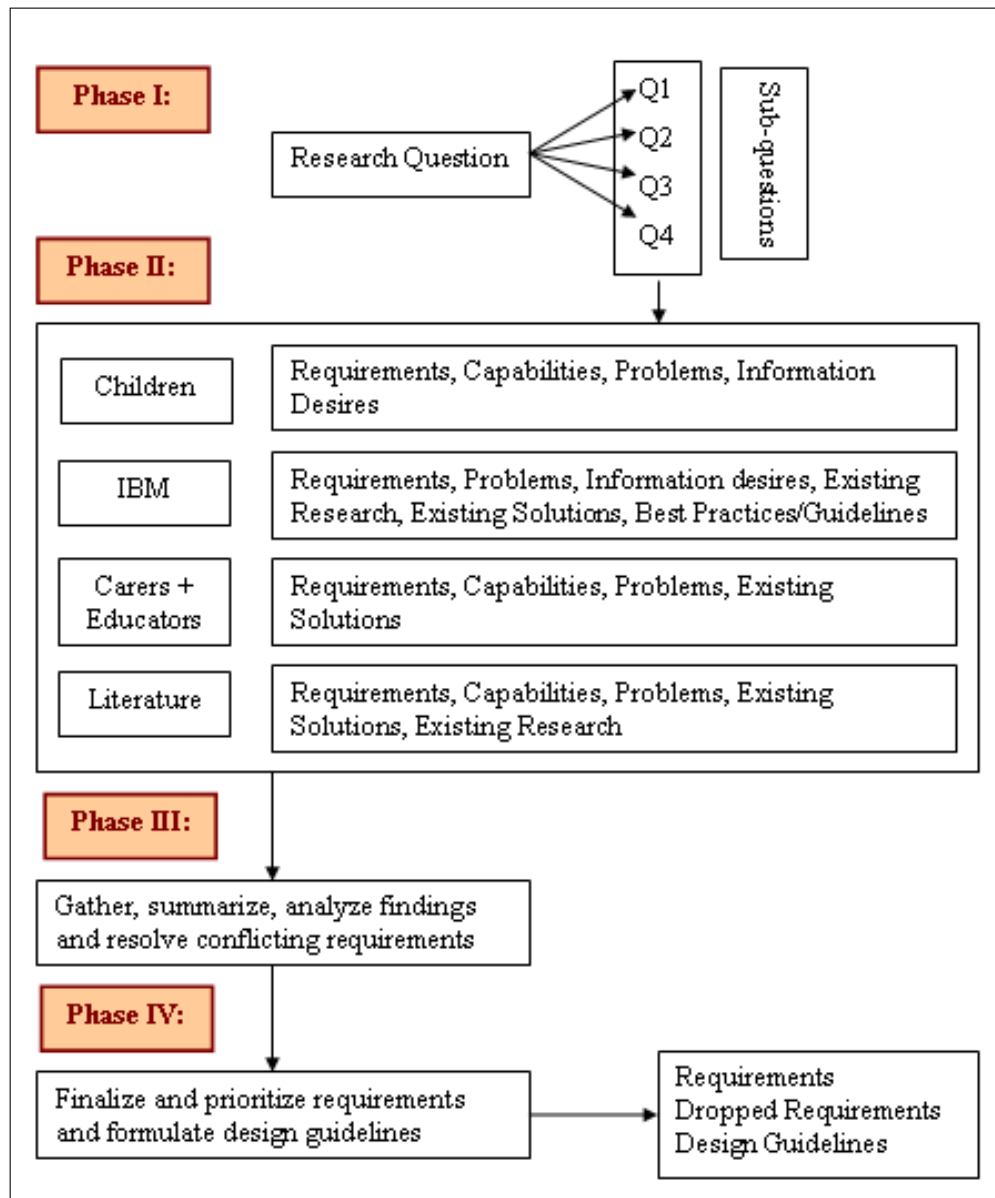 Phase I:
Research Question
Q1
Q2
Q3
Q4
Sub-questions
Phase II:
Children
Requirements, Capabilities, Problems, Information
Desires
IBM
Requirements, Problems, Information desires, Existing
Research, Existing Solutions, Best Practices/Guidelines
Carers +
Educators
Requirements, Capabilities, Problems, Existing
Solutions
Literature
Requirements, Capabilities, Problems, Existing
Solutions, Existing Research
Phase III:
Gather, summarize, analyze findings
and resolve conflicting requirements
Phase IV:
Finalize and prioritize requirements
and formulate design guidelines
Requirements
Dropped Requirements
Design Guidelines